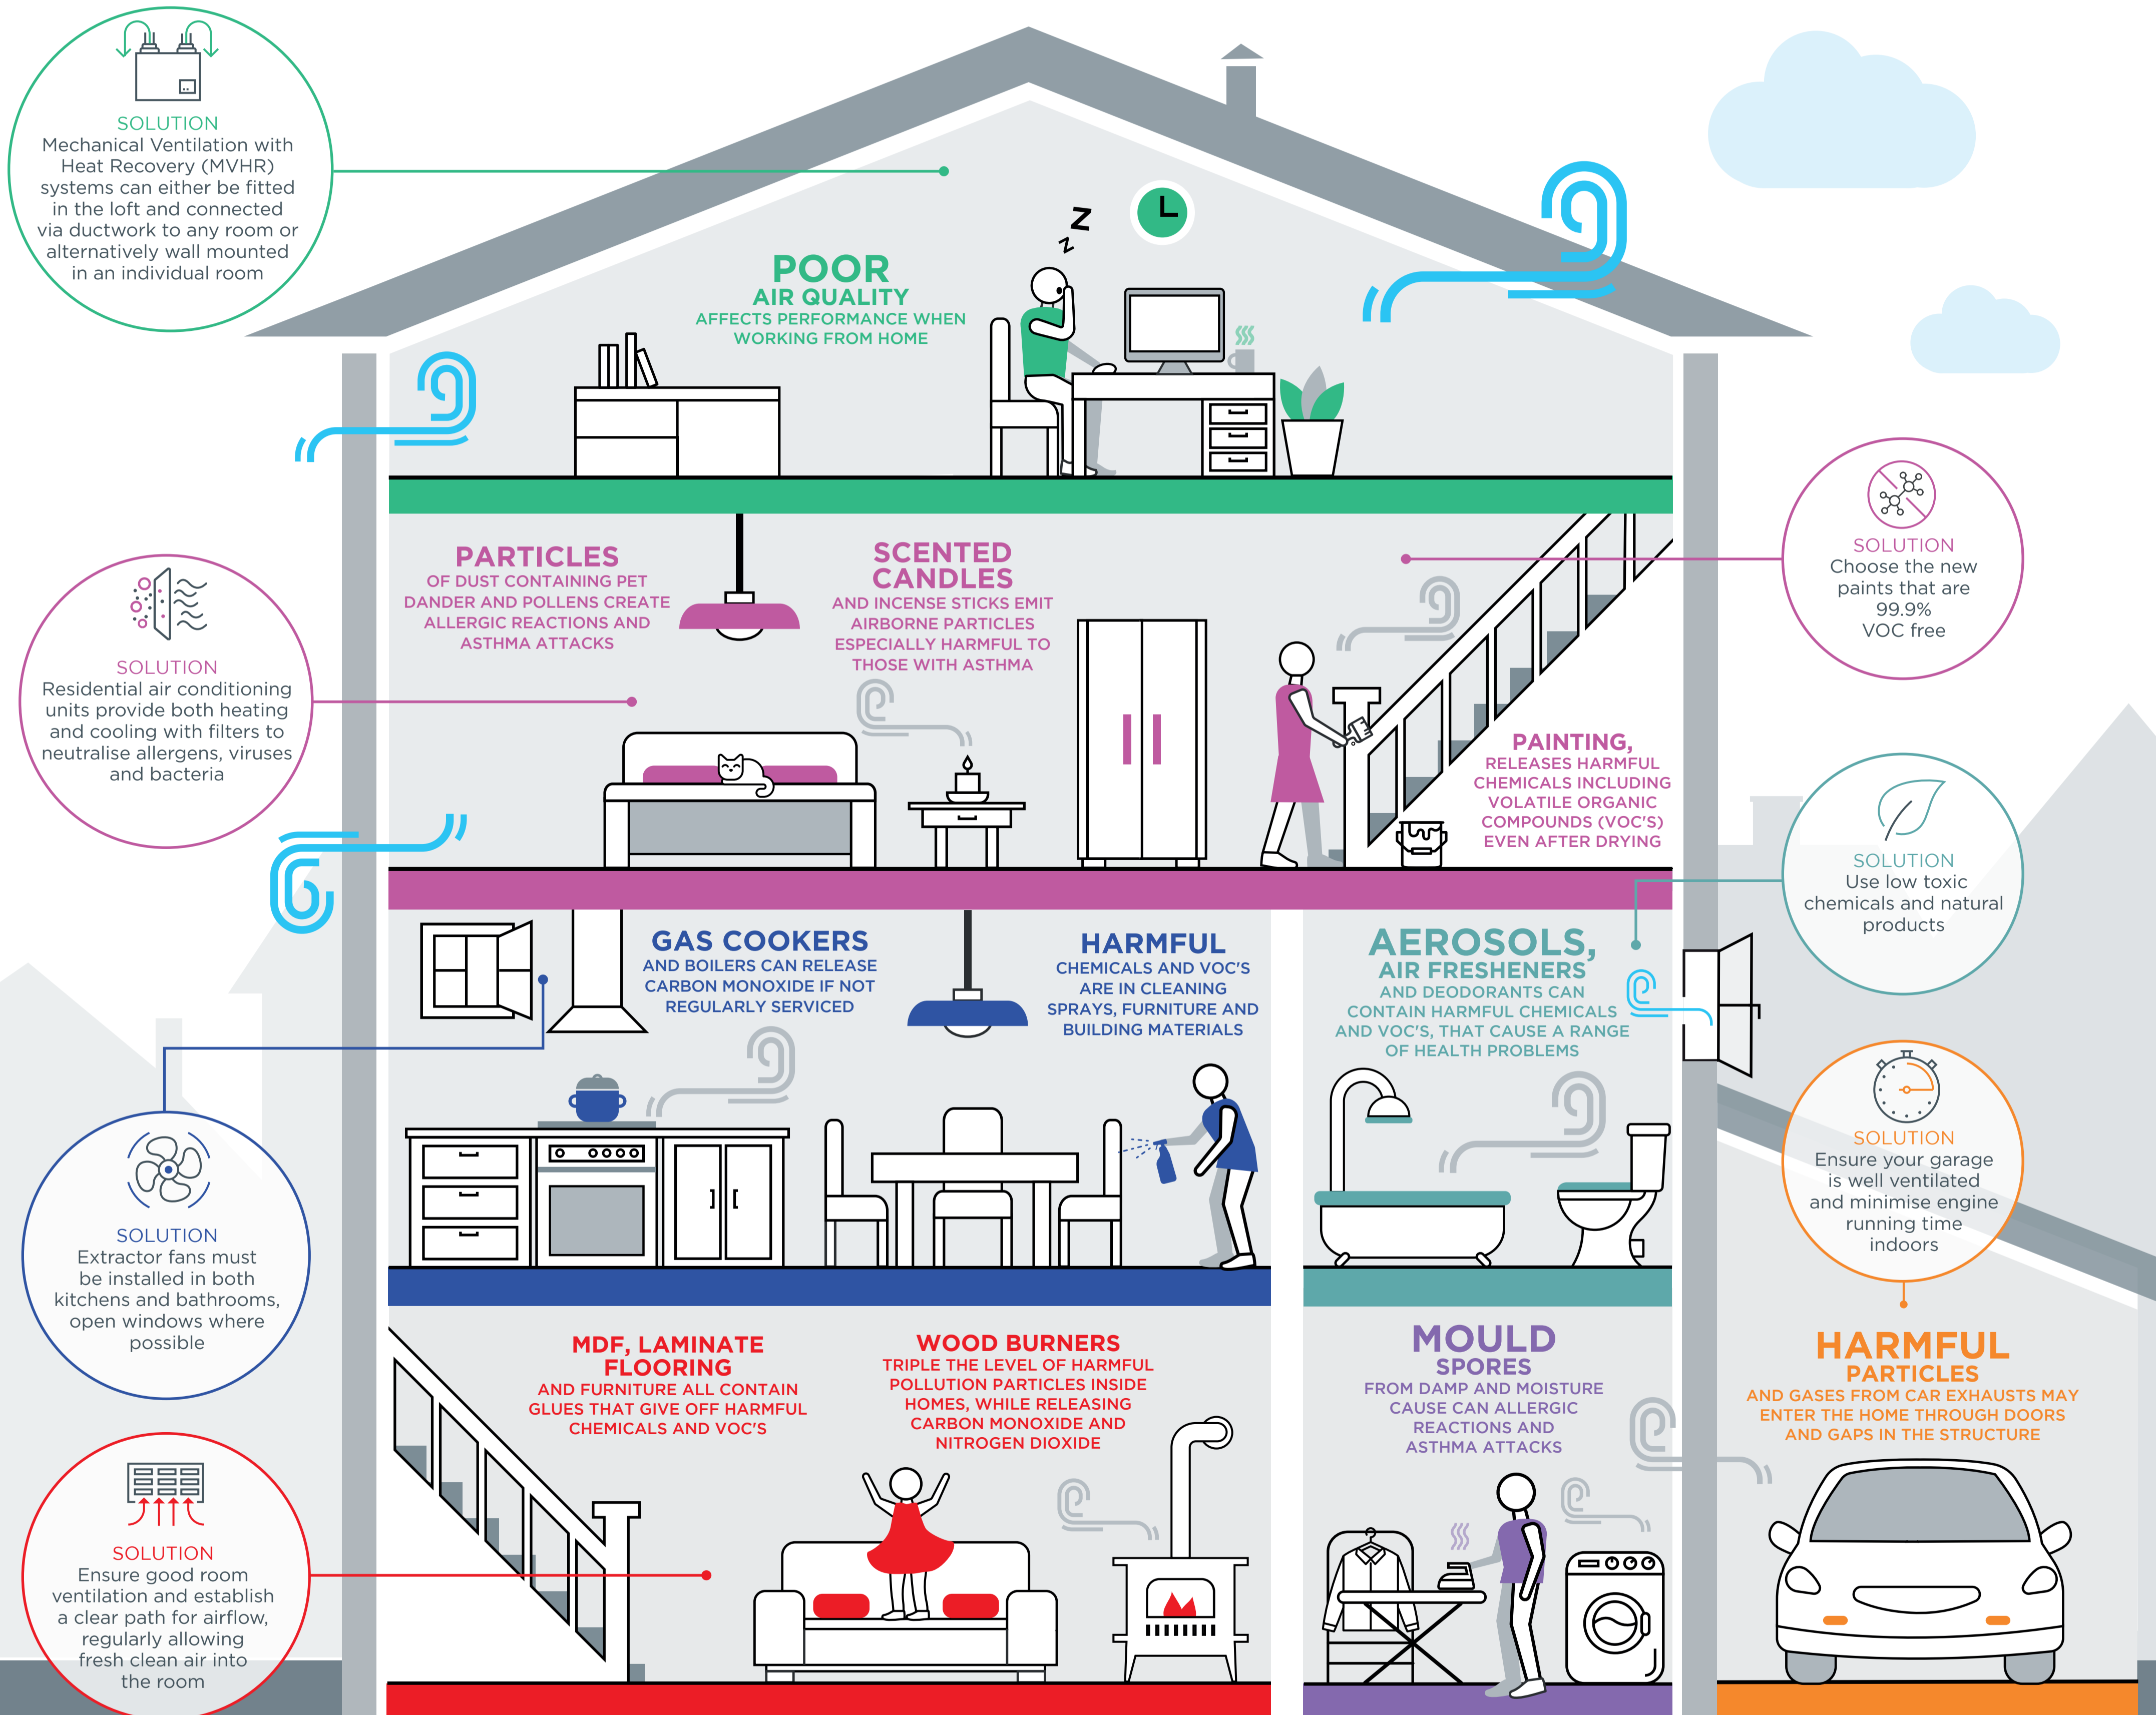 SOLUTION
Mechanical Ventilation with
Heat Recovery (MVHR)
systems can either be fitted
in the loft and connected
via ductwork to any room or
alternatively wall mounted
in an individual room
Z
Z
POOR
AIR QUALITY
AFFECTS PERFORMANCE WHEN
WORKING FROM HOME
SOLUTION
Residential air conditioning
units provide both heating
and cooling with filters to
neutralise allergens, viruses
and bacteria
PARTICLES
OF DUST CONTAINING PET
DANDER AND POLLENS CREATE
ALLERGIC REACTIONS AND
ASTHMA ATTACKS
SCENTED
CANDLES
AND INCENSE STICKS EMIT
AIRBORNE PARTICLES
ESPECIALLY HARMFUL TO
THOSE WITH ASTHMA
PAINTING,
RELEASES HARMFUL
CHEMICALS INCLUDING
VOLATILE ORGANIC
COMPOUNDS (VOC'S)
EVEN AFTER DRYING
SOLUTION
Choose the new
paints that are
99.9%
VOC free
SOLUTION
Use low toxic
chemicals and natural
products
GAS COOKERS
AND BOILERS CAN RELEASE
CARBON MONOXIDE IF NOT
REGULARLY SERVICED
HARMFUL
CHEMICALS AND VOC'S
ARE IN CLEANING
SPRAYS, FURNITURE AND
BUILDING MATERIALS
AEROSOLS,
AIR FRESHENERS
AND DEODORANTS CAN
CONTAIN HARMFUL CHEMICALS
AND VOC'S, THAT CAUSE A RANGE
OF HEALTH PROBLEMS
SOLUTION
Extractor fans must
be installed in both
kitchens and bathrooms,
open windows where
possible
SOLUTION
Ensure your garage
is well ventilated
and minimise engine
running time
indoors
MDF, LAMINATE
FLOORING
AND FURNITURE ALL CONTAIN
GLUES THAT GIVE OFF HARMFUL
CHEMICALS AND VOC'S
WOOD BURNERS
TRIPLE THE LEVEL OF HARMFUL
POLLUTION PARTICLES INSIDE
HOMES, WHILE RELEASING
CARBON MONOXIDE AND
NITROGEN DIOXIDE
MOULD
SPORES
FROM DAMP AND MOISTURE
CAUSE CAN ALLERGIC
REACTIONS AND
ASTHMA ATTACKS
HARMFUL
PARTICLES
AND GASES FROM CAR EXHAUSTS MAY
ENTER THE HOME THROUGH DOORS
AND GAPS IN THE STRUCTURE
SOLUTION
Ensure good room
ventilation and establish
a clear path for airflow,
regularly allowing
fresh clean air into
the room